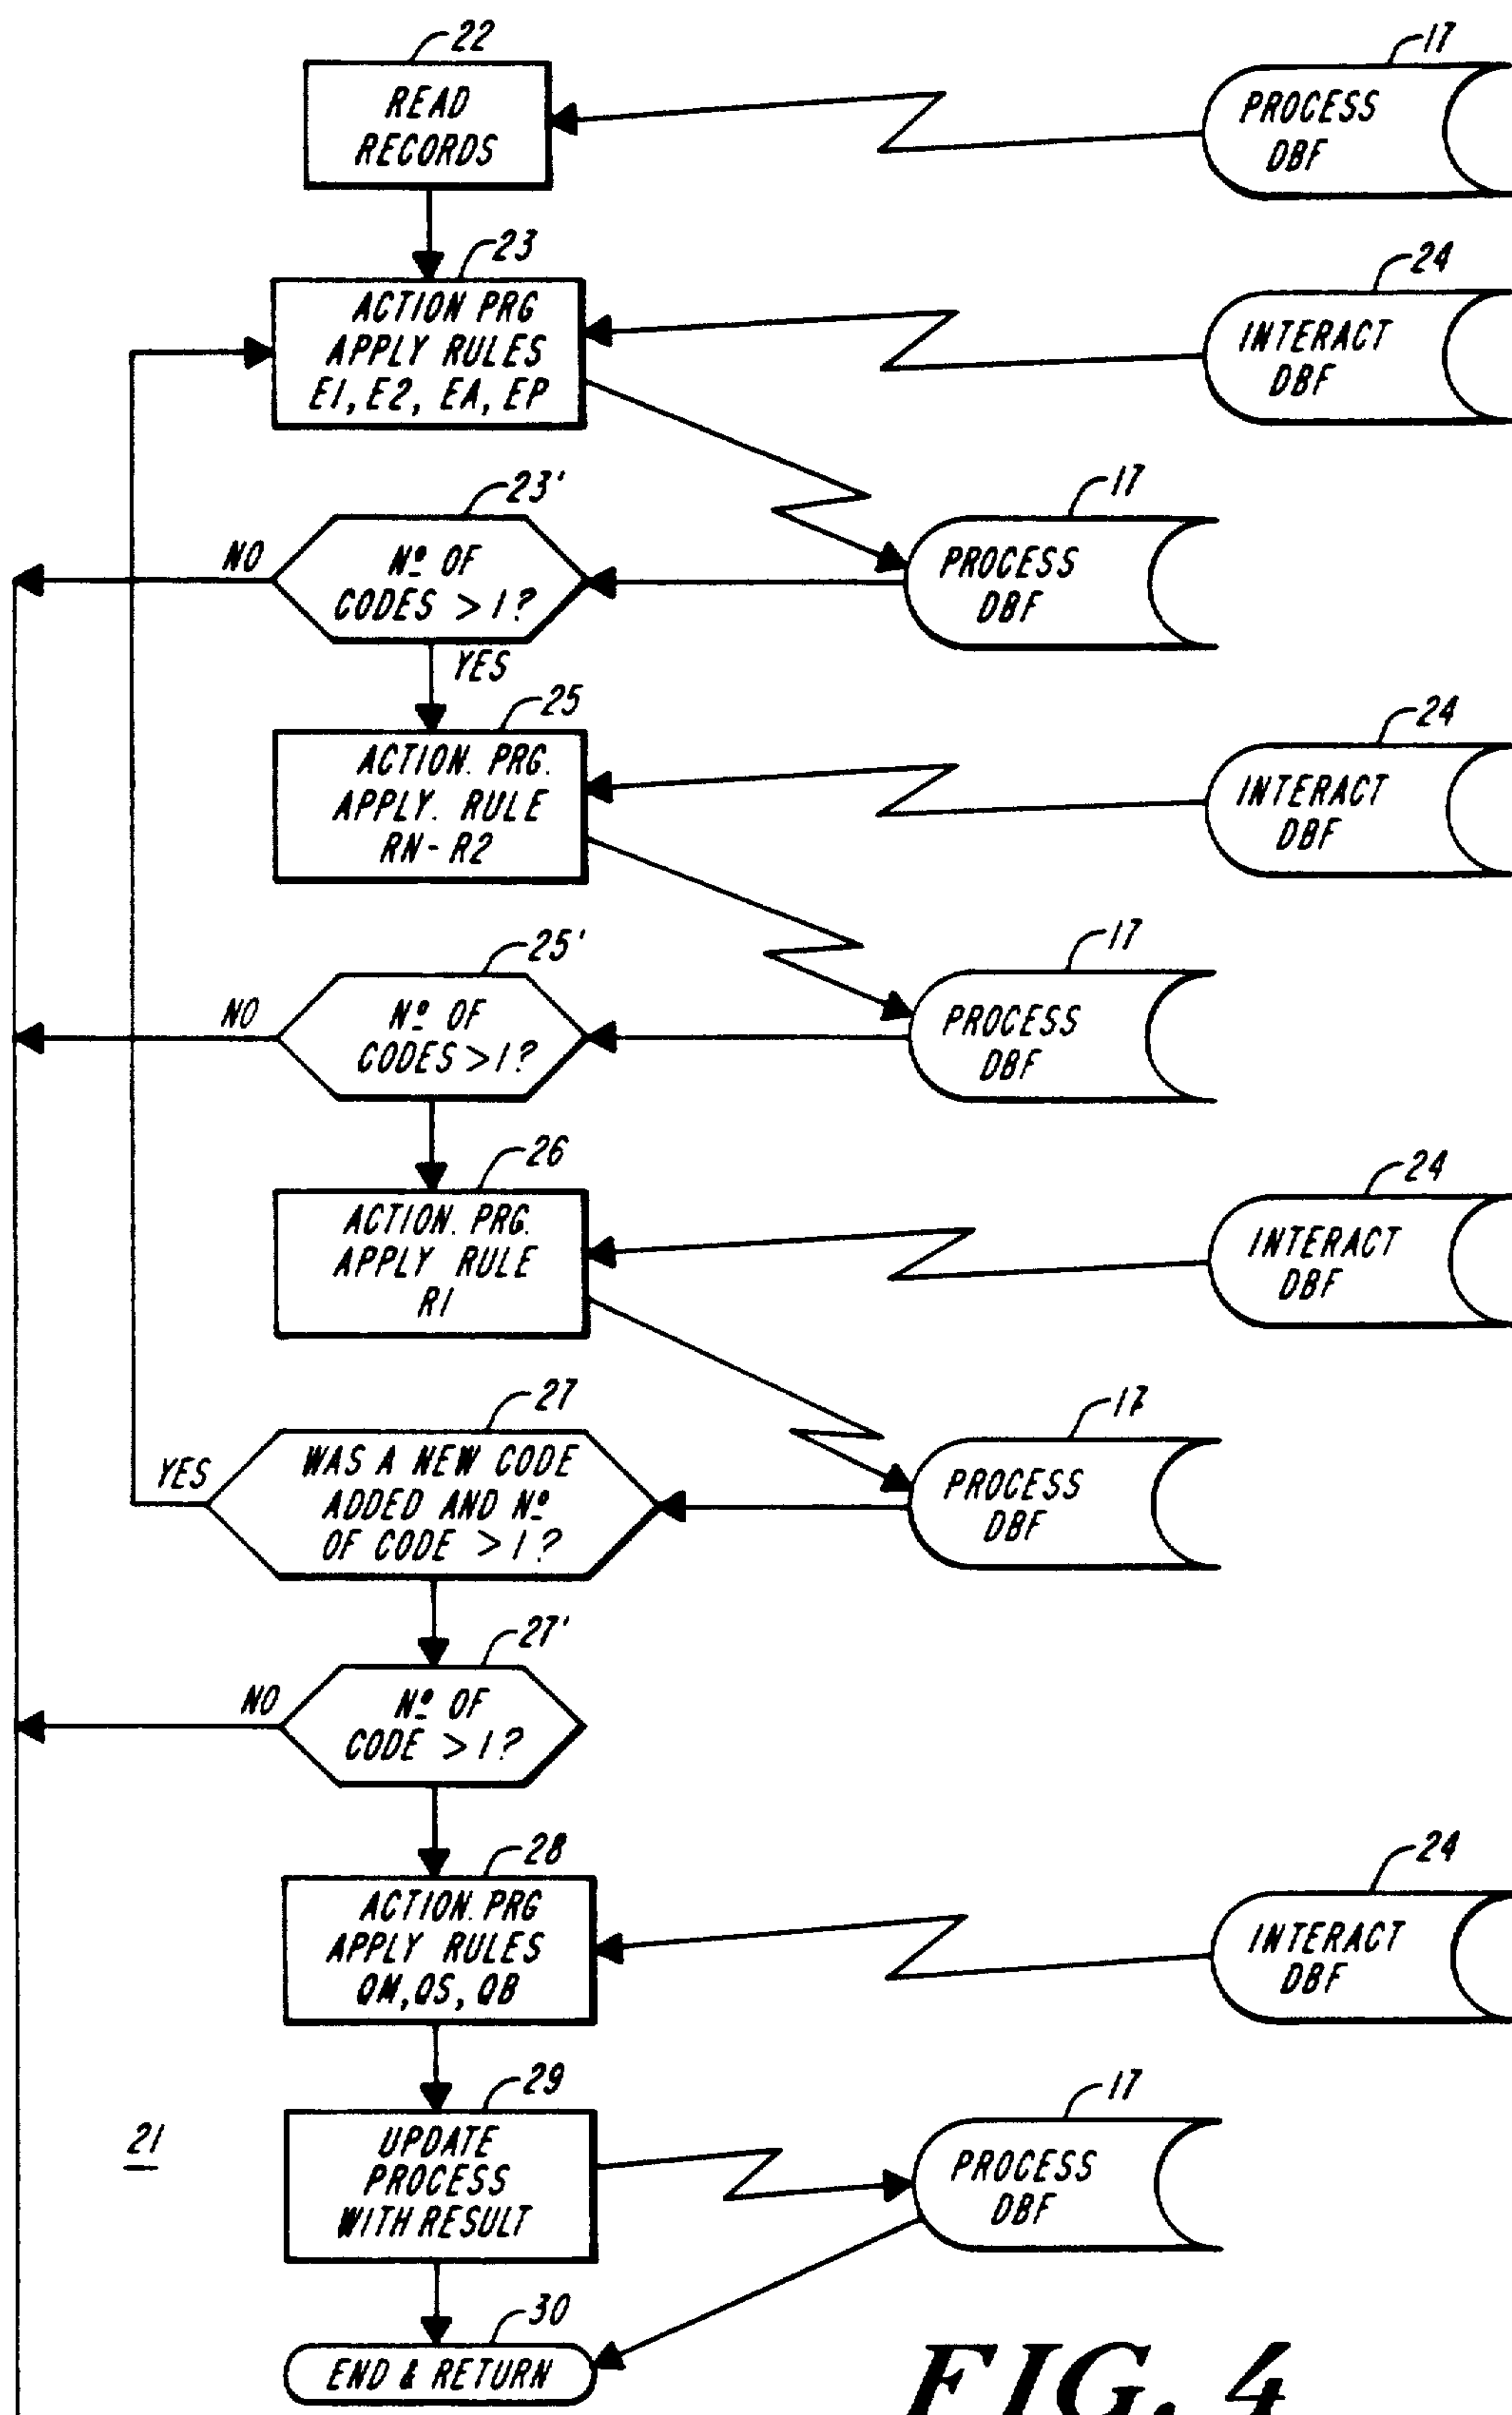 22
READ
RECORDS
17
PROCESS
DBF
23
ACTION PRG
APPLY RULES
E1, E2, EA, EP
24
INTERACT
DBF
23'
Nº OF
CODES > 1?
NO
YES
17
PROCESS
DBF
25
ACTION. PRG.
APPLY. RULE
RN - R2
24
INTERACT
DBF
25'
Nº OF
CODES > 1?
NO
17
PROCESS
DBF
26
ACTION. PRG.
APPLY RULE
R1
24
INTERACT
DBF
27
WAS A NEW CODE
ADDED AND Nº
OF CODE > 1?
YES
17
PROCESS
DBF
27'
Nº OF
CODE > 1?
NO
28
ACTION. PRG
APPLY RULES
QM, QS, QB
24
INTERACT
DBF
29
UPDATE
PROCESS
WITH RESULT
17
PROCESS
DBF
21
30
END & RETURN
FIG. 4